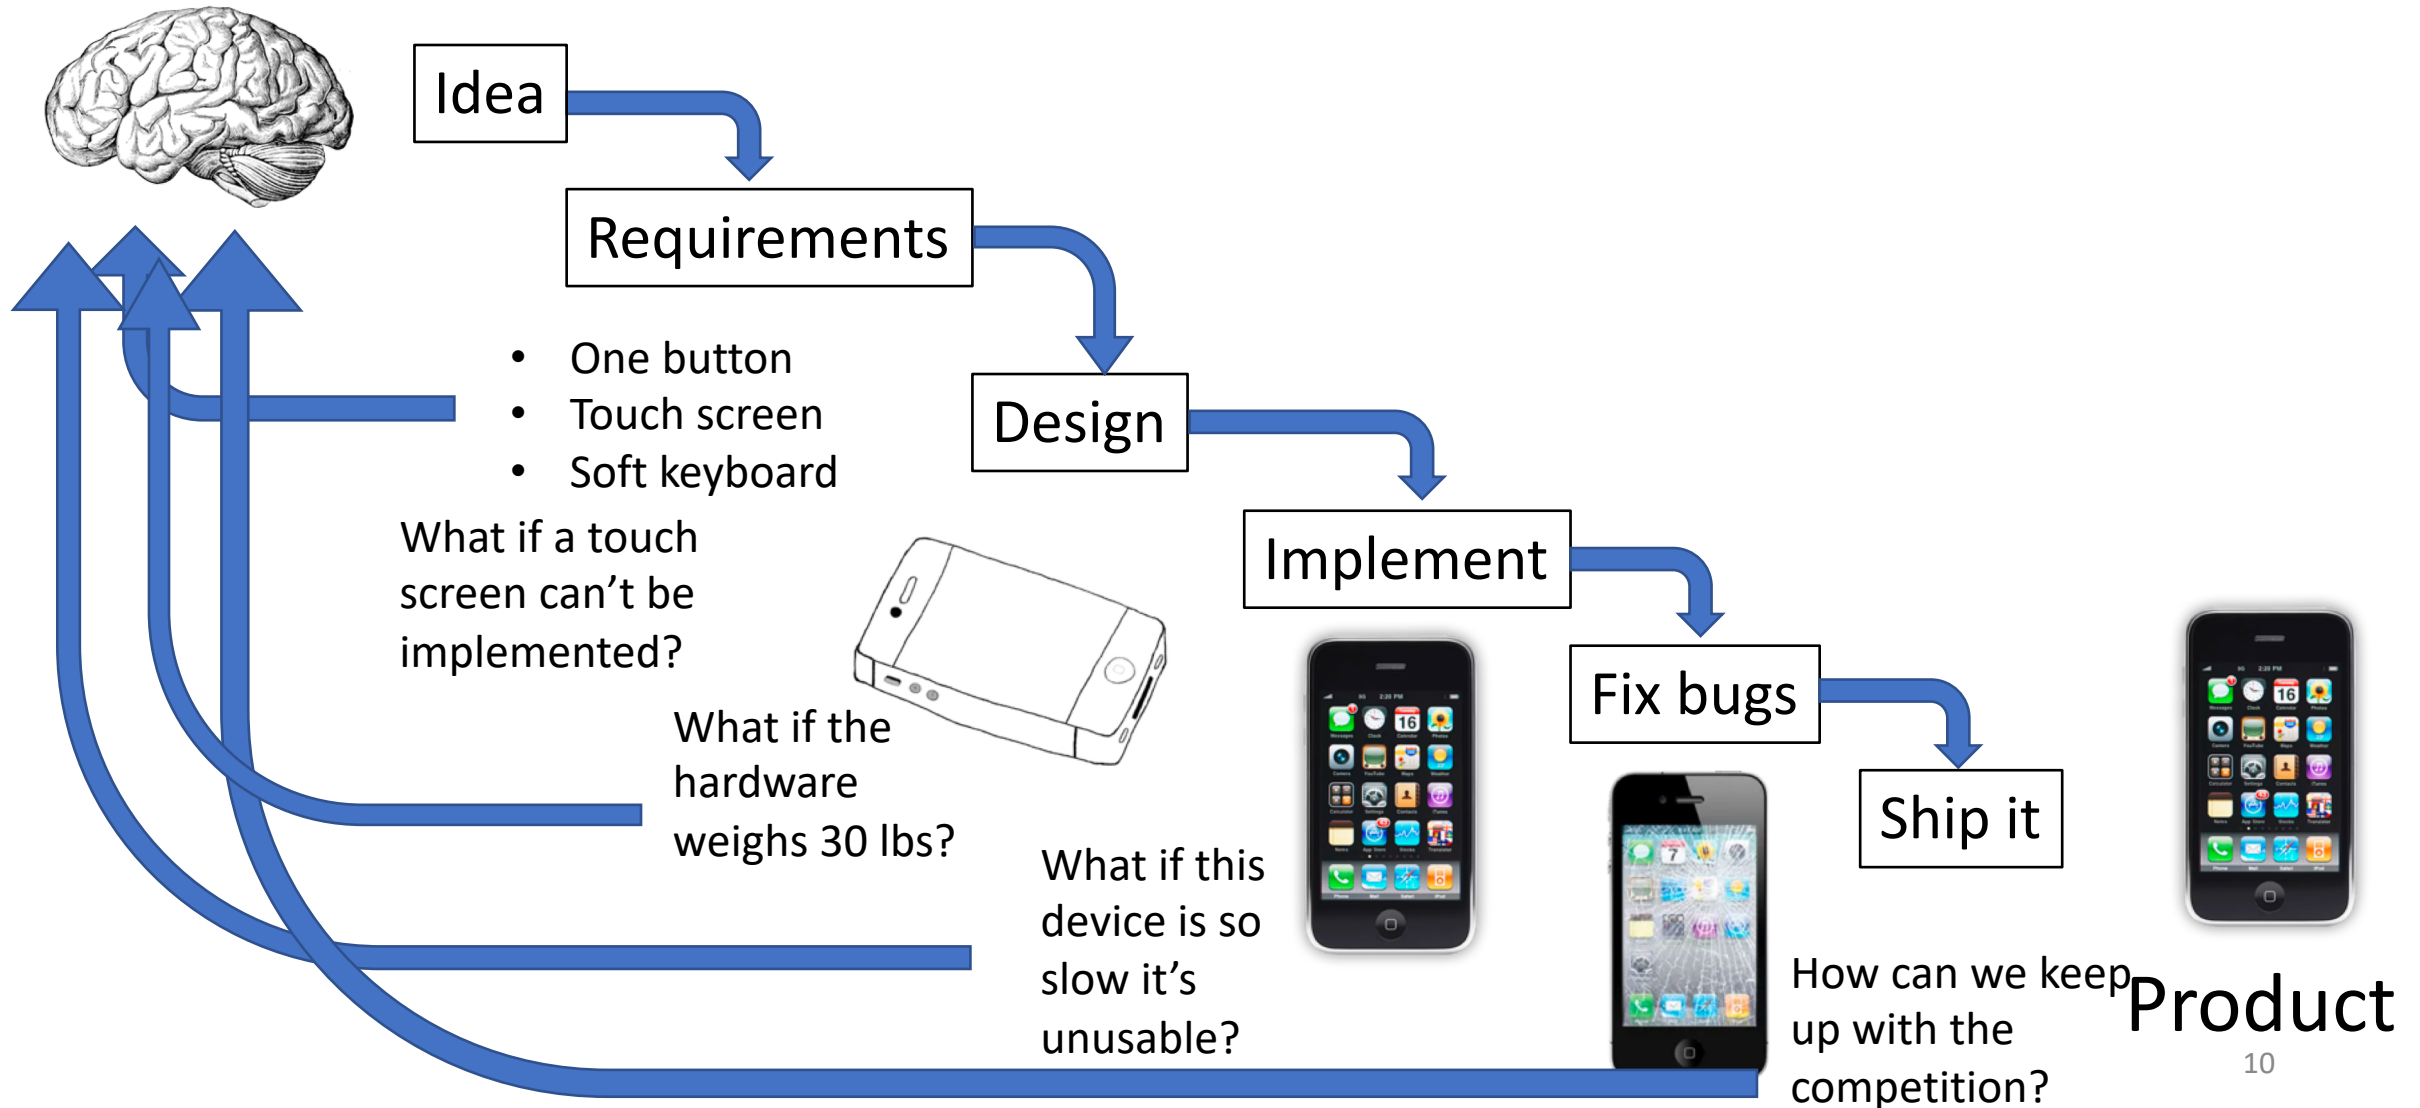 Idea
Requirements
• One button
• Touch screen
• Soft keyboard
Design
What if a touch
screen can’t be
implemented?
Implement
What if the
hardware
weighs 30 lbs?
Fix bugs
What if this
device is so
slow it’s
unusable?
Ship it
How can we keep
up with the
competition?
Product
10